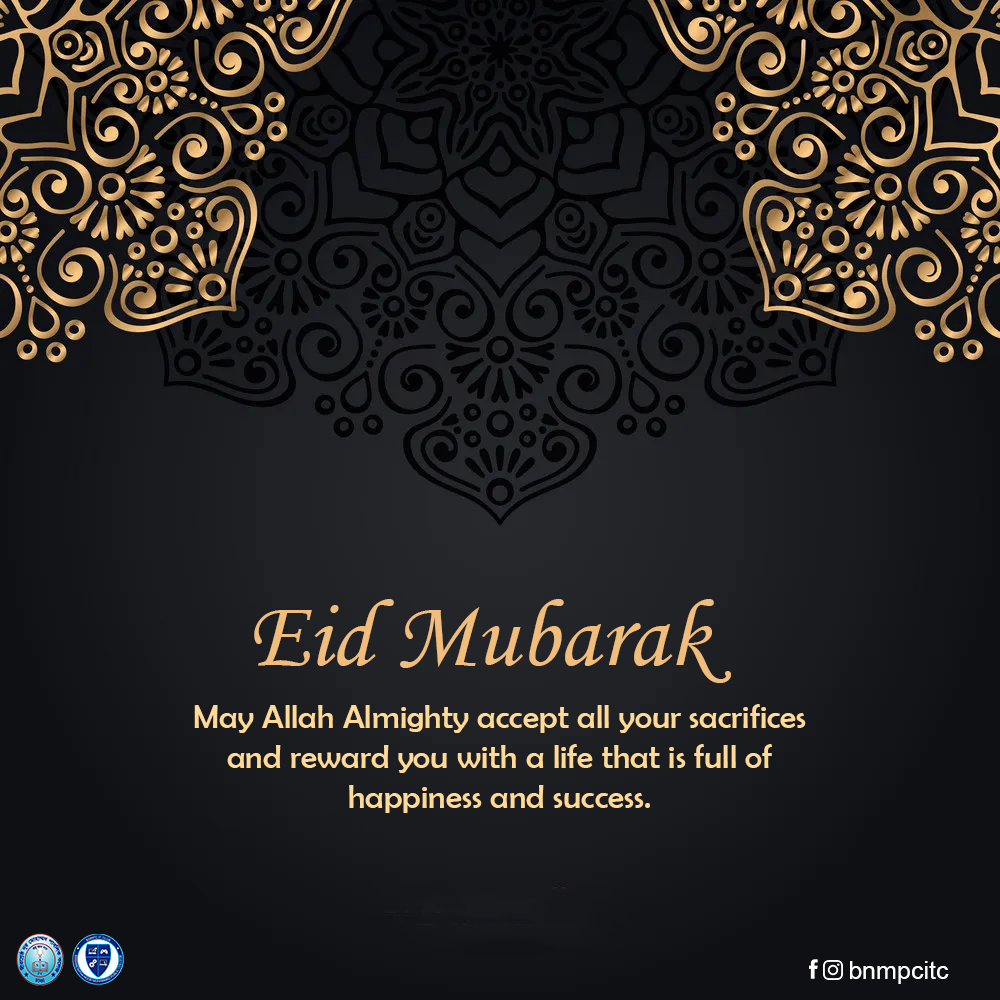 Eid Mubarak
May Allah Almighty accept all your sacrifices
and reward you with a life that is full of
happiness and success.
bnmpcitc